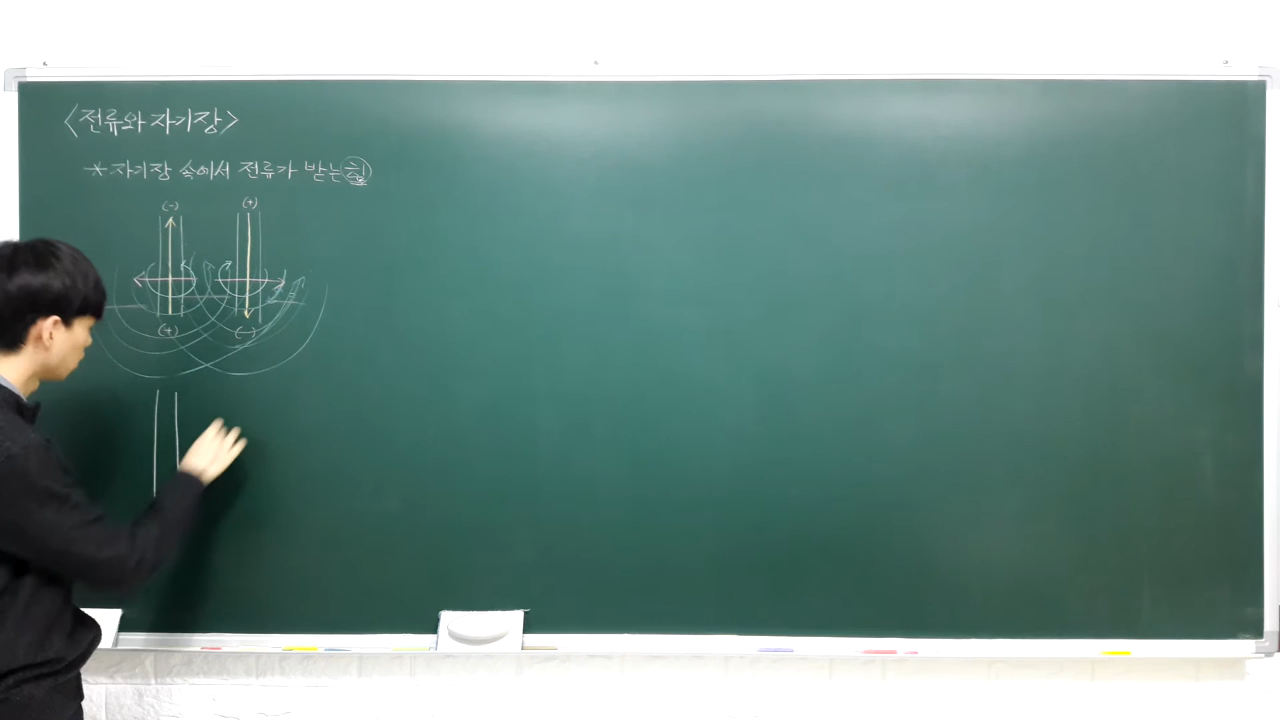 <전류와 자기장>
* 자기장 속에서 전류가 받는 힘
(-) (+)
(+) (-)